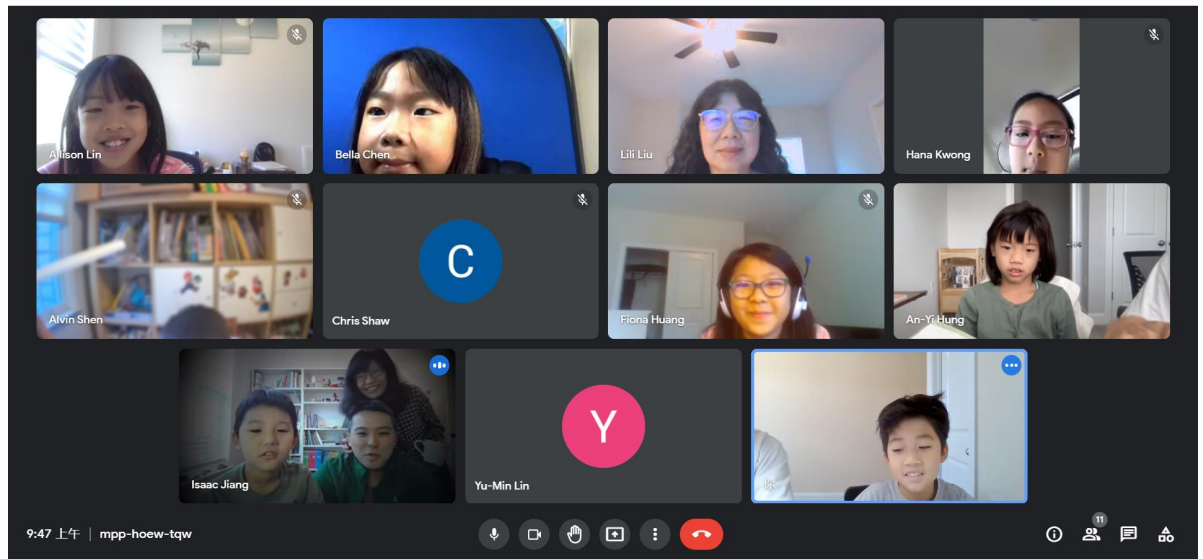 Allison Lin
Bella Chen
Lili Liu
Hana Kwong
Alvin Shen
C
Chris Shaw
Fiona Huang
An-Yi Hung
Isaac Jiang
Y
Yu-Min Lin
你
9:47 上午 | mpp-hoew-tqw
11